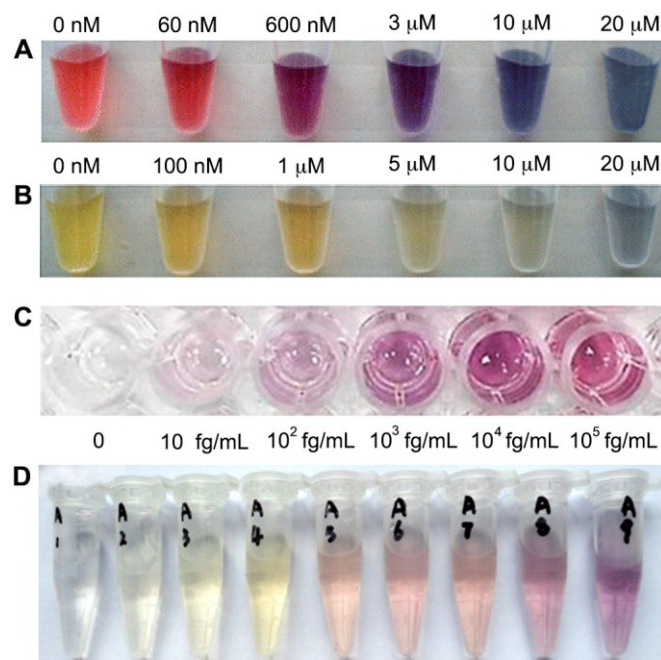 0 nM 60 nM 600 nM 3 μM 10 μM 20 μM
A
0 nM 100 nM 1 μM 5 μM 10 μM 20 μM
B
C
0 10 fg/mL 10² fg/mL 10³ fg/mL 10⁴ fg/mL 10⁵ fg/mL
D
A A A A A A A A A
1 2 3 4 5 6 7 8 9